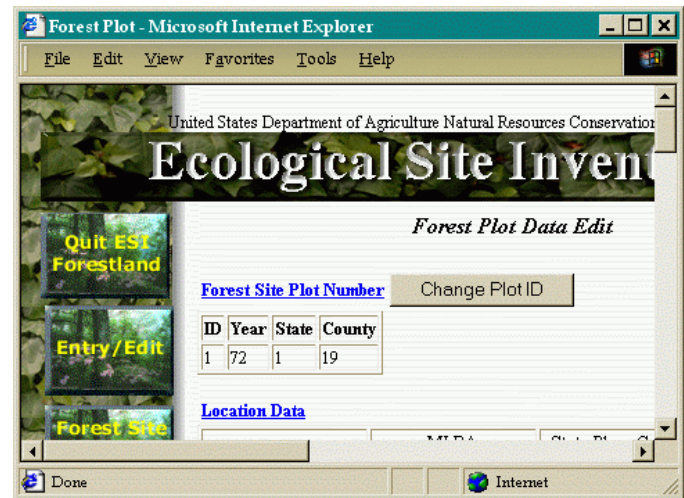 Forest Plot - Microsoft Internet Explorer
File Edit View Favorites Tools Help
United States Department of Agriculture Natural Resources Conservation
Ecological Site Invent
Forest Plot Data Edit
Quit ESI
Forestland
Forest Site Plot Number Change Plot ID
ID Year State County
1 72 1 19
Entry/Edit
Location Data
Forest Site
Done Internet